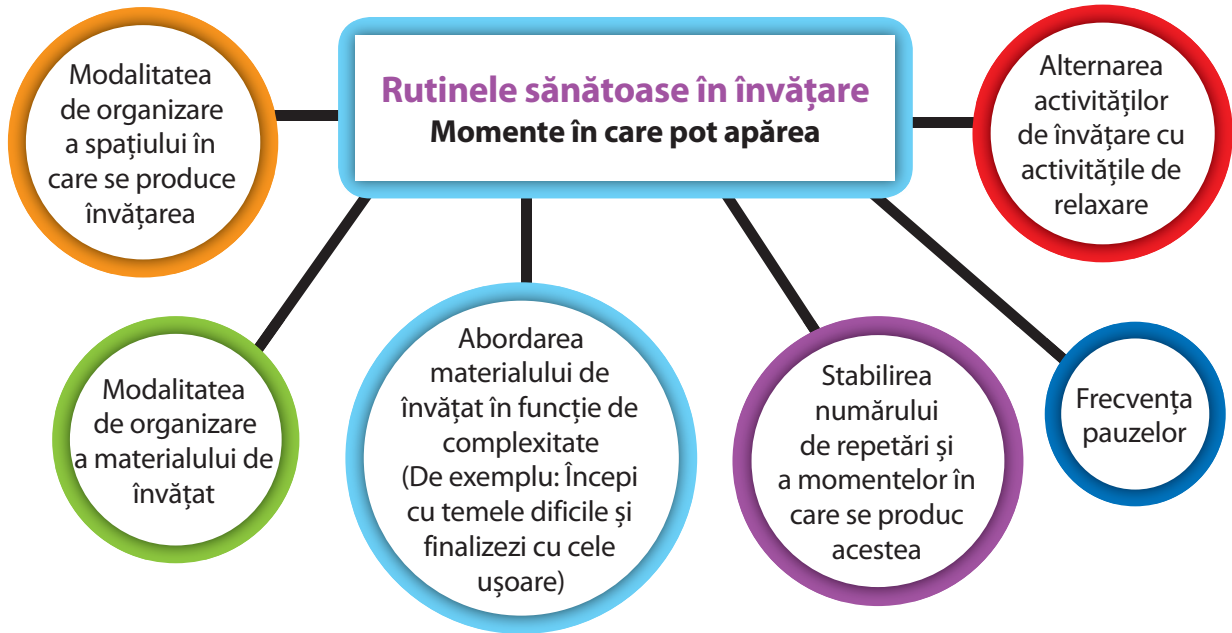 Rutinele sănătoase în învățare
Momente în care pot apărea
Modalitatea
de organizare
a spațiului în
care se produce
învățarea
Modalitatea
de organizare
a materialului de
învățat
Abordarea
materialului de
învățat în funcție de
complexitate
(De exemplu: Începi
cu temele dificile și
finalizezi cu cele
ușoare)
Stabilirea
numărului
de repetări și
a momentelor în
care se produc
acestea
Frecvența
pauzelor
Alternarea
activităților
de învățare cu
activitățile de
relaxare